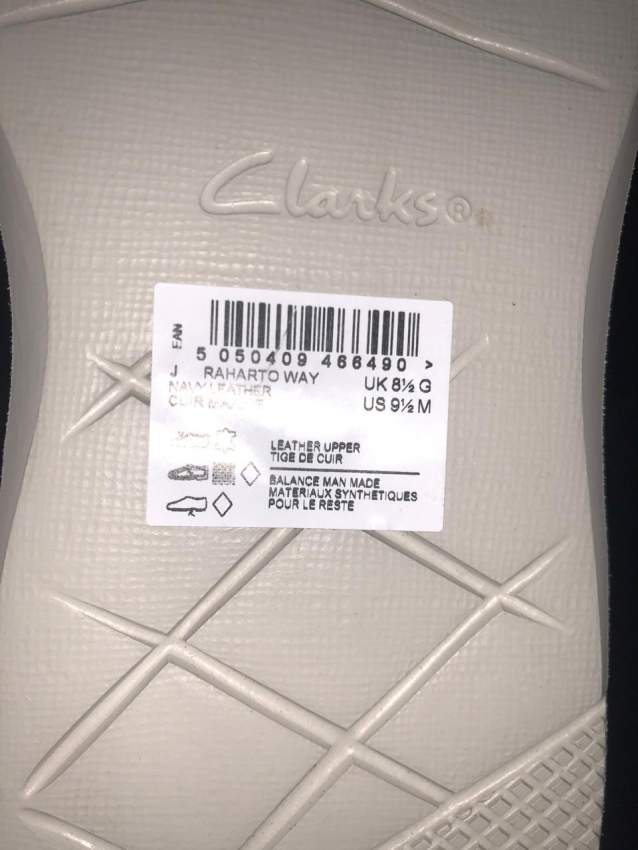 Clarks®
EAN
5 050409 466490 >
J RAHARTO WAY
NAVY LEATHER
UK 8½ G
CUIR
US 9½ M
LEATHER UPPER
TIGE DE CUIR
BALANCE MAN MADE
MATERIAUX SYNTHETIQUES
POUR LE RESTE